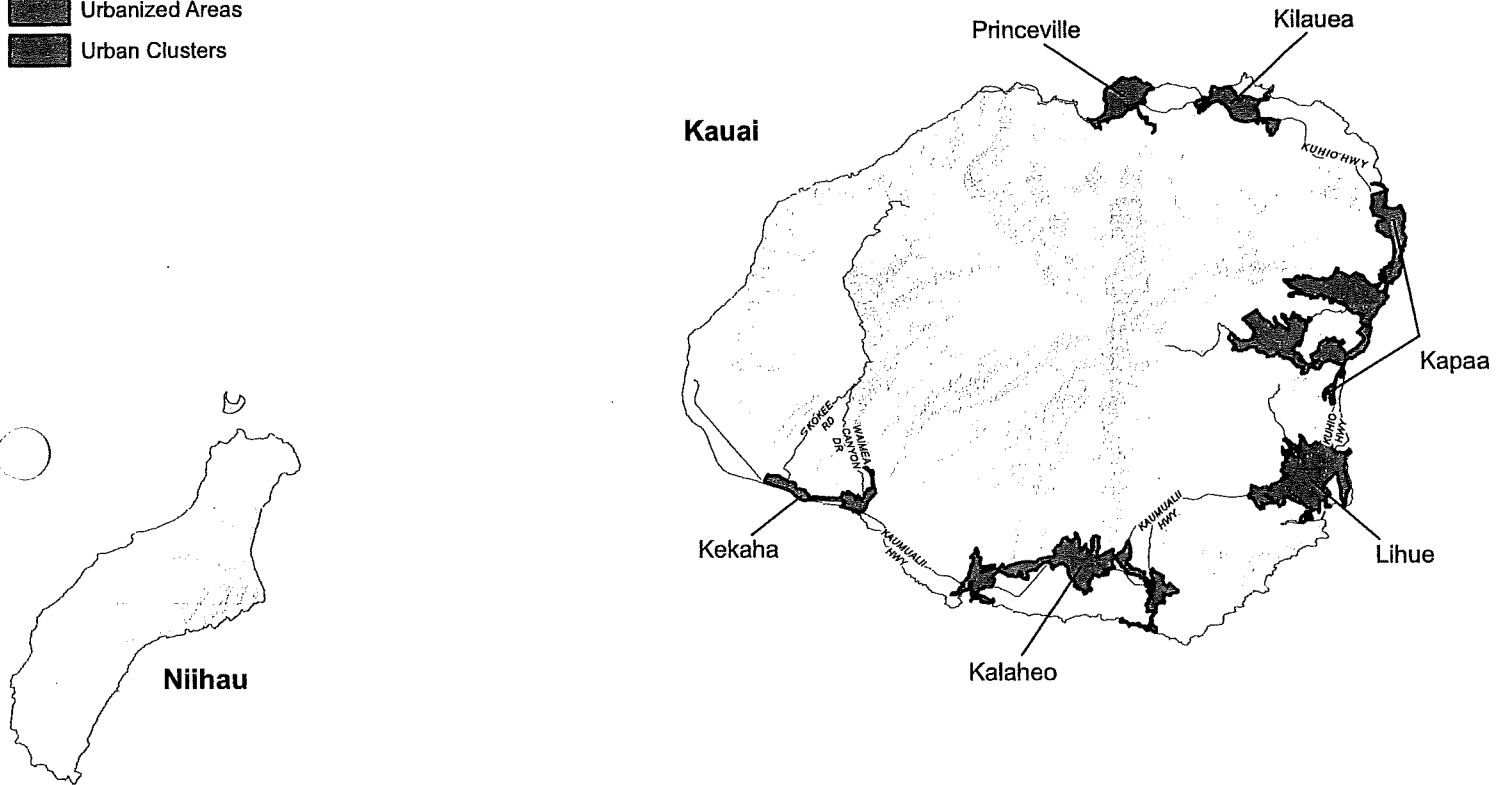 Urbanized Areas
Urban Clusters
Princeville
Kilauea
Kauai
KUHIO HWY
Kapaa
KOKEE
RD
WAIMEA
CANYON
DR
KUHIO
HWY
KAUMUALII
HWY
Kekaha
KAUMUALII
HWY
Lihue
Kalaheo
Niihau